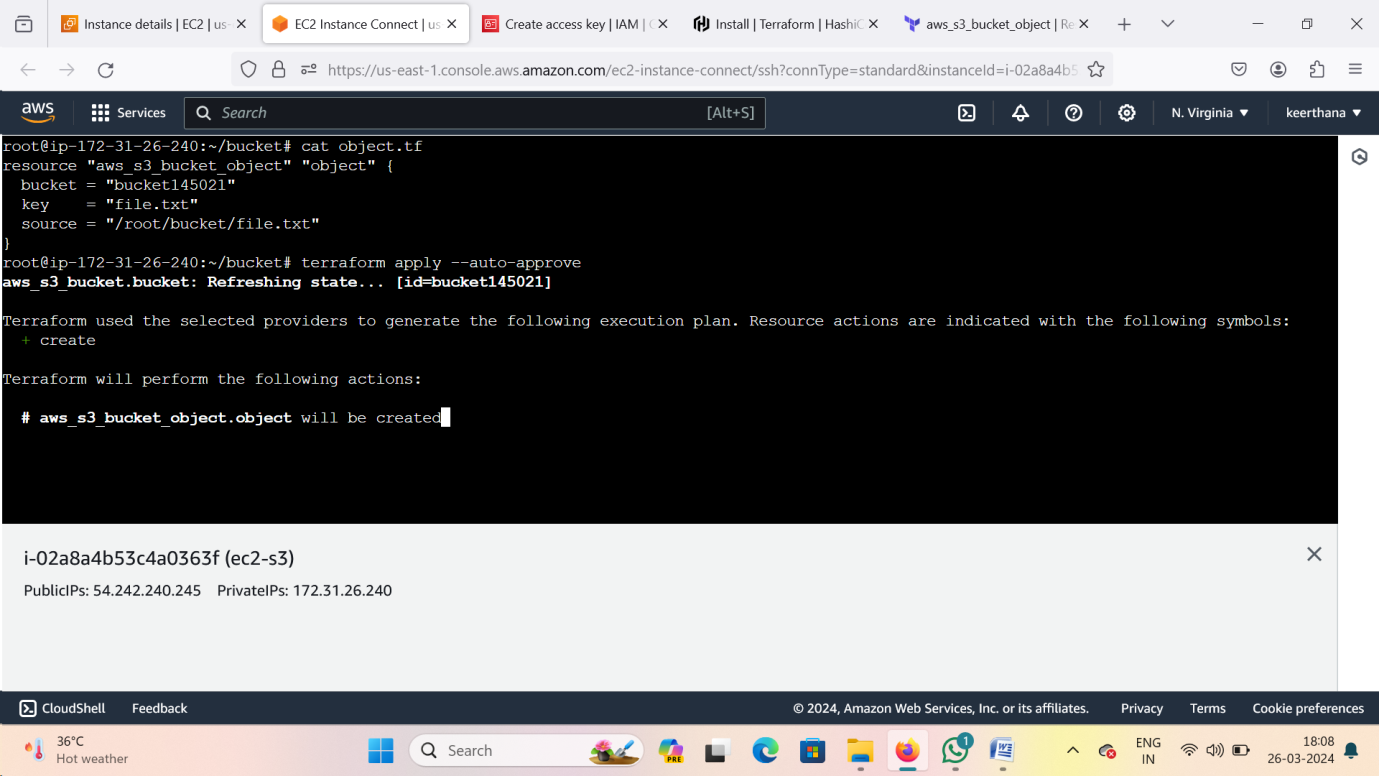 Instance details | EC2 | us-
EC2 Instance Connect | us
Create access key | IAM |
Install | Terraform | HashiC
aws_s3_bucket_object | Re
https://us-east-1.console.aws.amazon.com/ec2-instance-connect/ssh?connType=standard&instanceId=i-02a8a4b5
aws
Services
Search
[Alt+S]
N. Virginia
keerthana
root@ip-172-31-26-240:~/bucket# cat object.tf
resource "aws_s3_bucket_object" "object" {
  bucket = "bucket145021"
  key    = "file.txt"
  source = "/root/bucket/file.txt"
}
root@ip-172-31-26-240:~/bucket# terraform apply --auto-approve
aws_s3_bucket.bucket: Refreshing state... [id=bucket145021]
Terraform used the selected providers to generate the following execution plan. Resource actions are indicated with the following symbols:
  + create
Terraform will perform the following actions:
  # aws_s3_bucket_object.object will be created
i-02a8a4b53c4a0363f (ec2-s3)
PublicIPs: 54.242.240.245 PrivateIPs: 172.31.26.240
CloudShell
Feedback
© 2024, Amazon Web Services, Inc. or its affiliates.
Privacy
Terms
Cookie preferences
36°C
Hot weather
Search
PRE
1
ENG
IN
18:08
26-03-2024